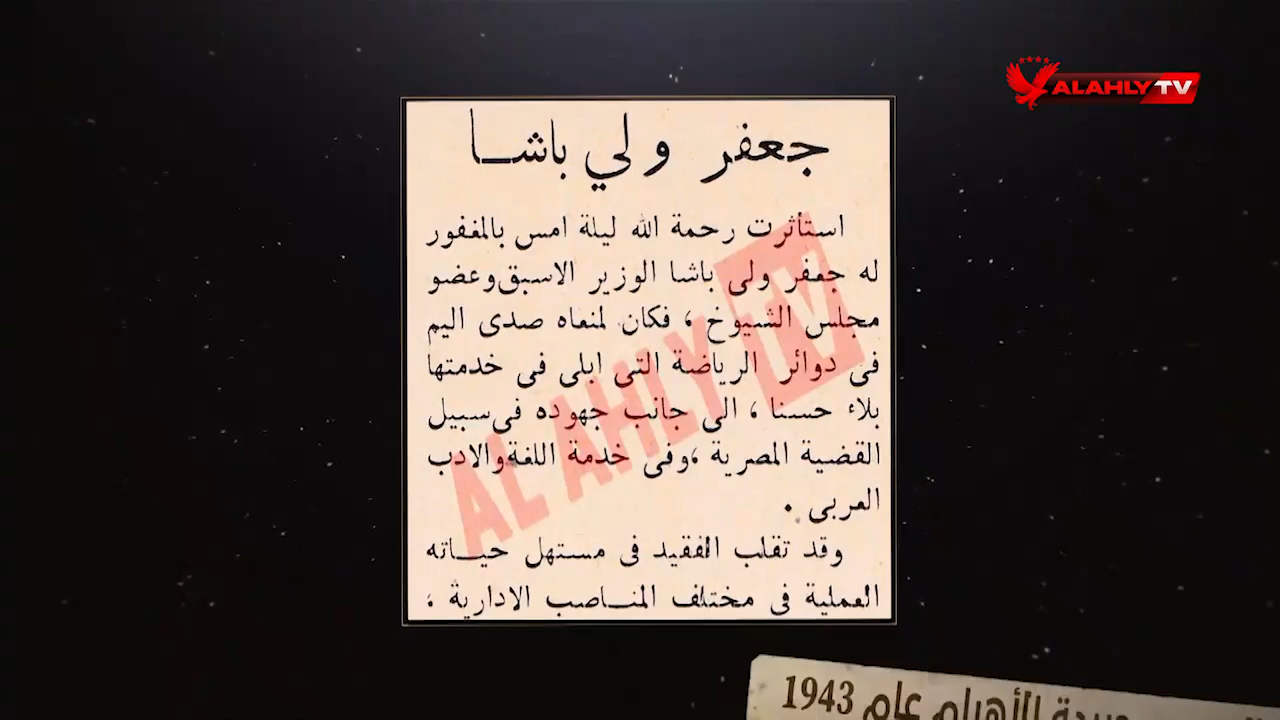 ALAHLY TV
جعفر ولي باشا
استأثرت رحمة الله ليلة امس بالمغفور
له جعفر ولى باشا الوزير الاسبق وعضو
مجلس الشيوخ ، فكان لمنعاه صدى اليم
فى دوائر الرياضة التى ابلى فى خدمتها
بلاء حسنا ، الى جانب جهوده فى سبيل
القضية المصرية ،وفى خدمة اللغة والادب
العربى .
وقد تقلب الفقيد فى مستهل حياته
العملية فى مختلف المناصب الادارية ،
AL AHLY TV
الأهرام عام 1943